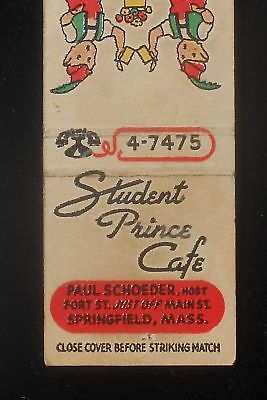 4-7475
Student
Prince
Cafe
PAUL SCHOEDER, HOST
FORT ST. JUST OFF MAIN ST.
SPRINGFIELD, MASS.
CLOSE COVER BEFORE STRIKING MATCH